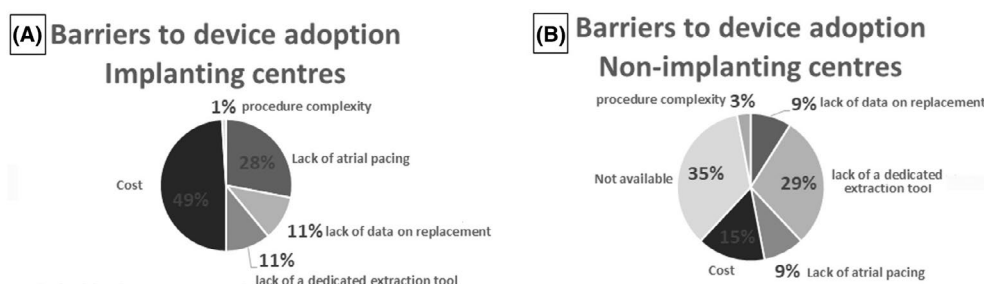 (A) Barriers to device adoption
Implanting centres
1% procedure complexity
28%
Lack of atrial pacing
Cost
49%
11% lack of data on replacement
11%
lack of a dedicated extraction tool
(B) Barriers to device adoption
Non-implanting centres
procedure complexity 3%
9% lack of data on replacement
Not available
35%
29%
lack of a dedicated
extraction tool
15%
Cost
9% Lack of atrial pacing